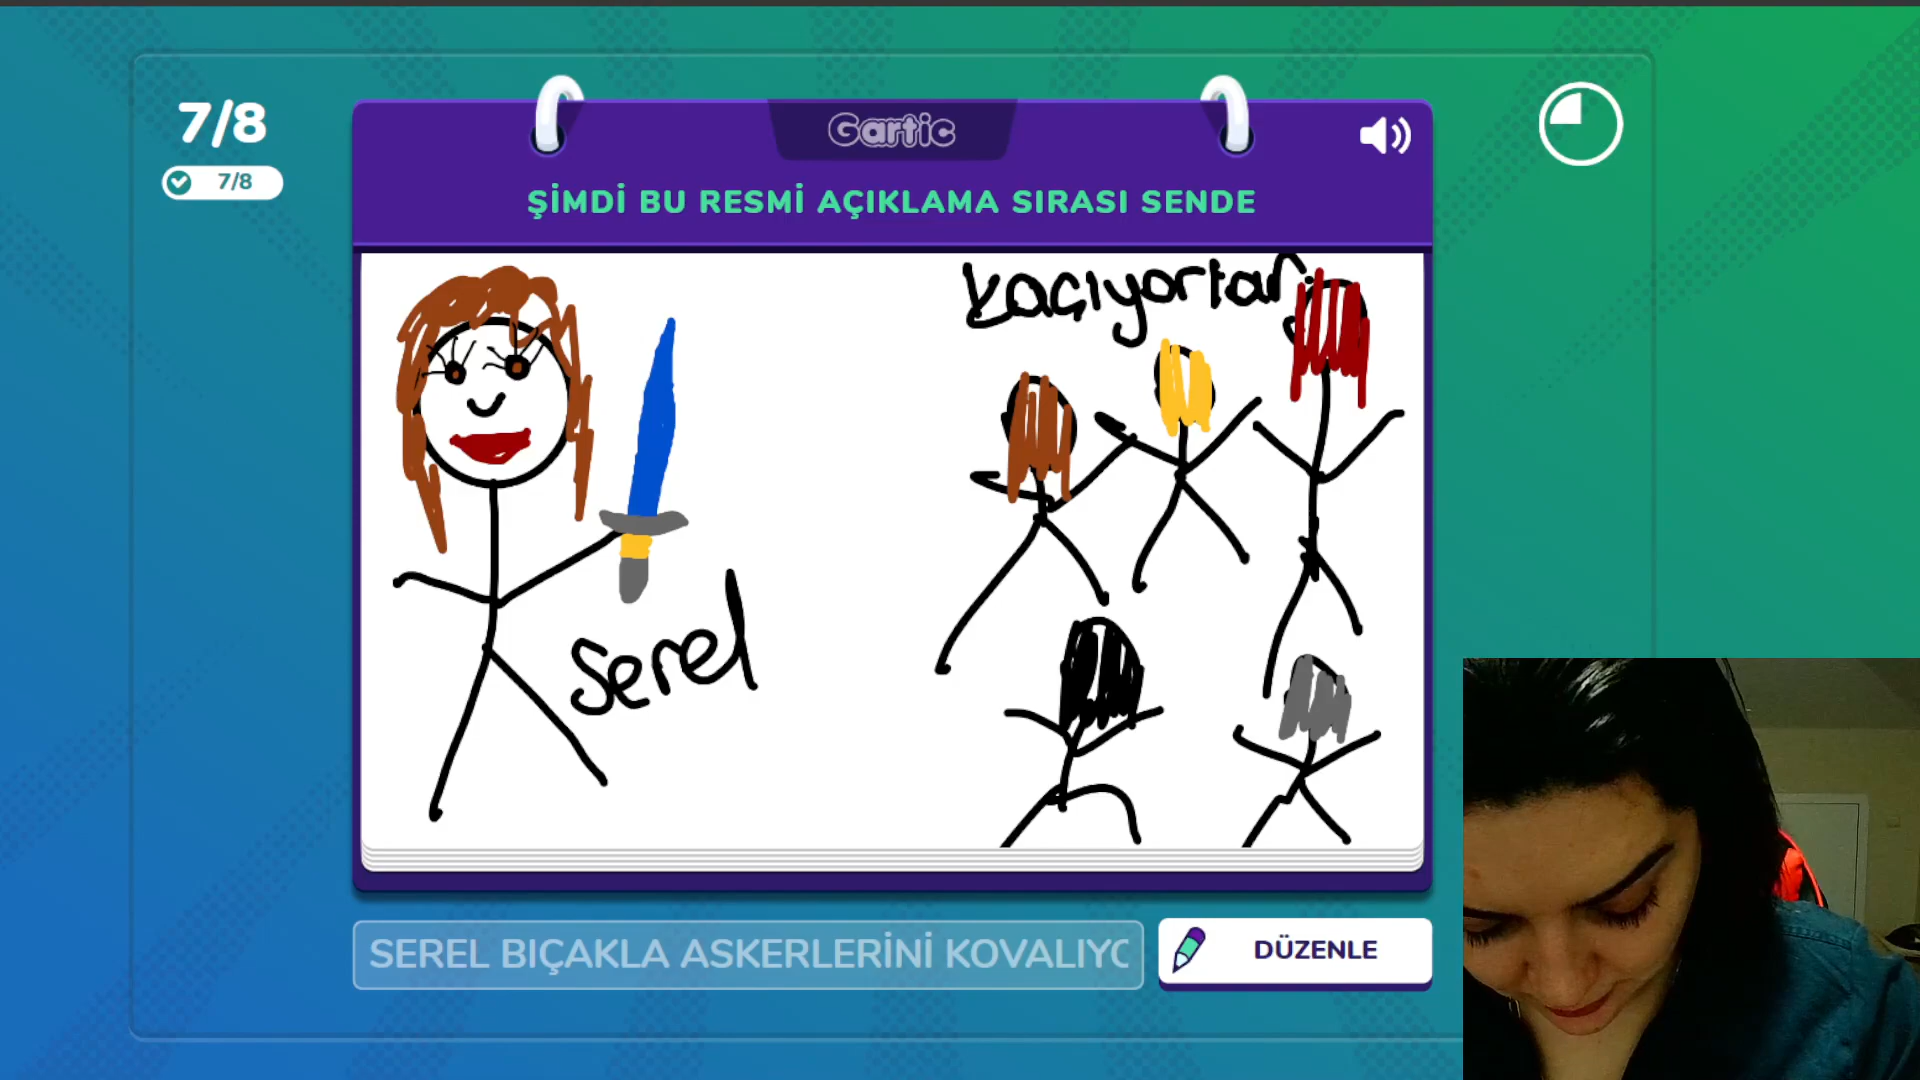 7/8
7/8
Gartic
ŞİMDİ BU RESMİ AÇIKLAMA SIRASI SENDE
kaçıyorlar
serel
SEREL BIÇAKLA ASKERLERİNİ KOVALIYO
DÜZENLE